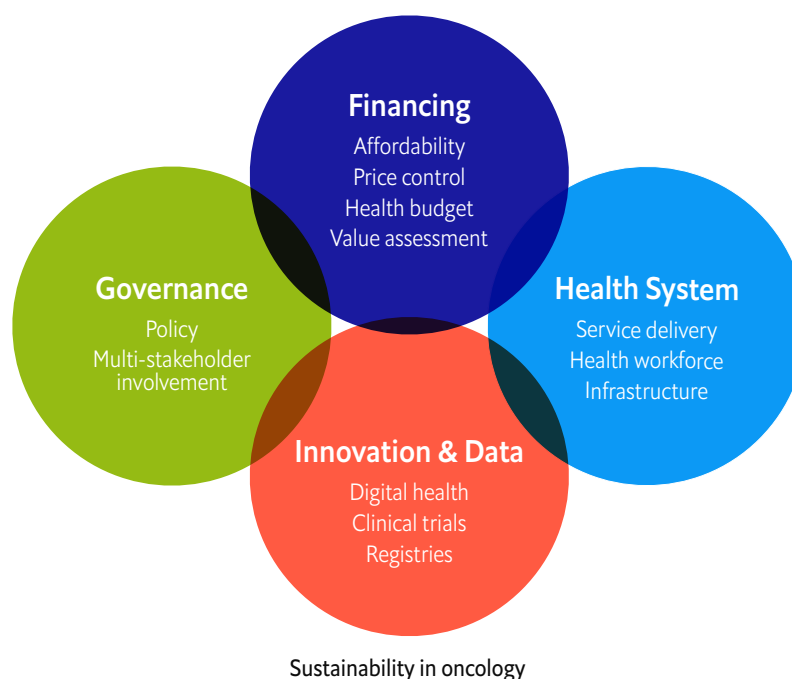 Financing
Affordability
Price control
Health budget
Value assessment
Governance
Policy
Multi-stakeholder
involvement
Health System
Service delivery
Health workforce
Infrastructure
Innovation & Data
Digital health
Clinical trials
Registries
Sustainability in oncology